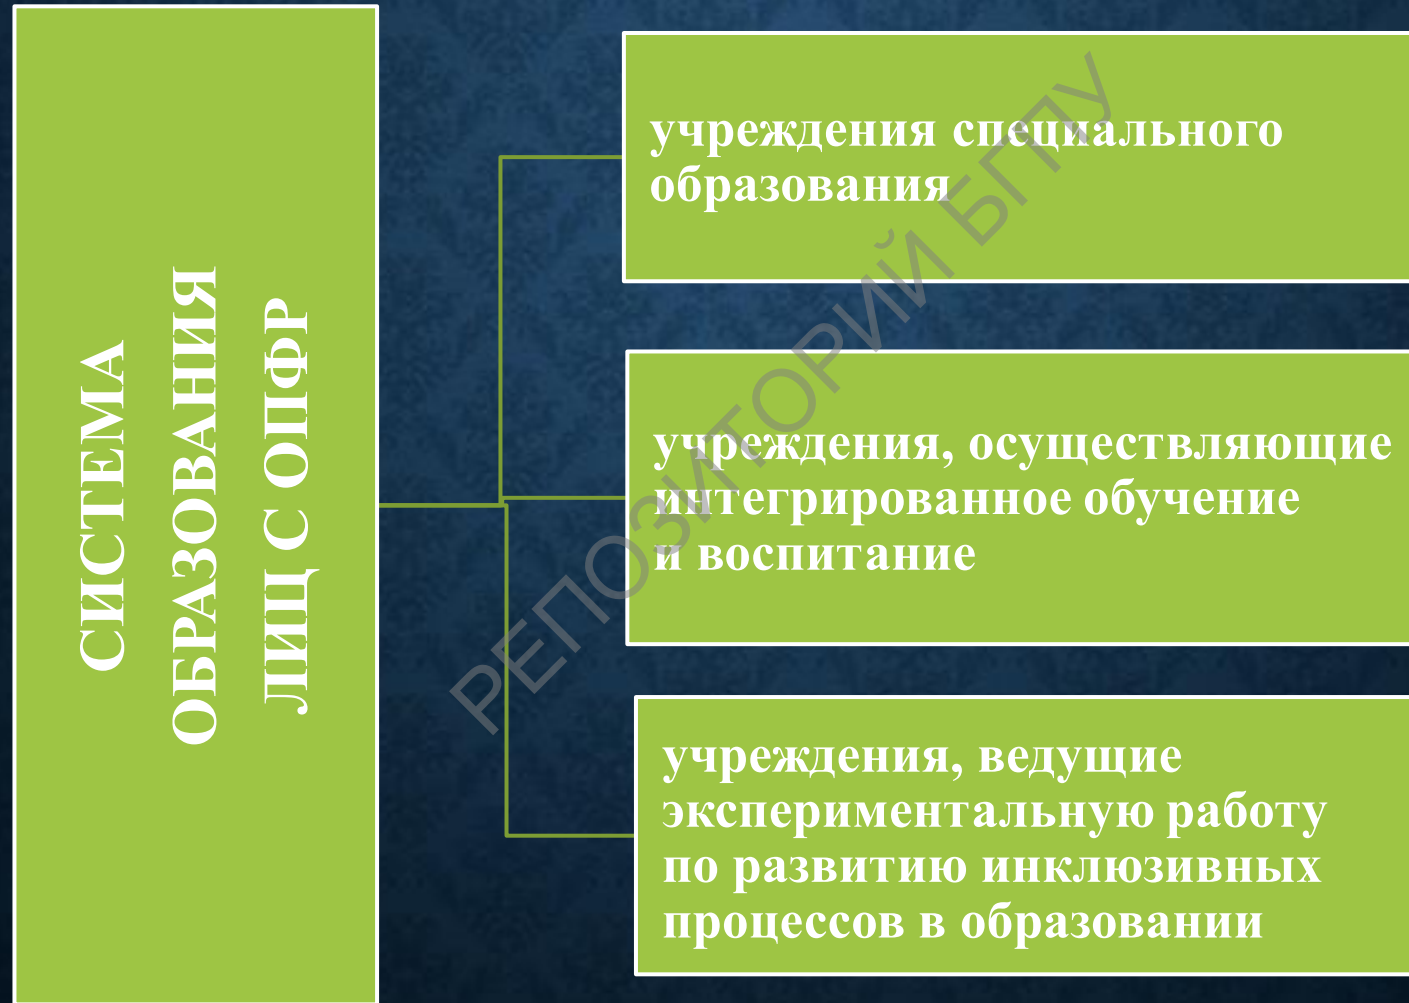 СИСТЕМА
ОБРАЗОВАНИЯ
ЛИЦ С ОПФР
учреждения специального
образования
учреждения, осуществляющие
интегрированное обучение
и воспитание
учреждения, ведущие
экспериментальную работу
по развитию инклюзивных
процессов в образовании
РЕПОЗИТОРИЙ БГПУ